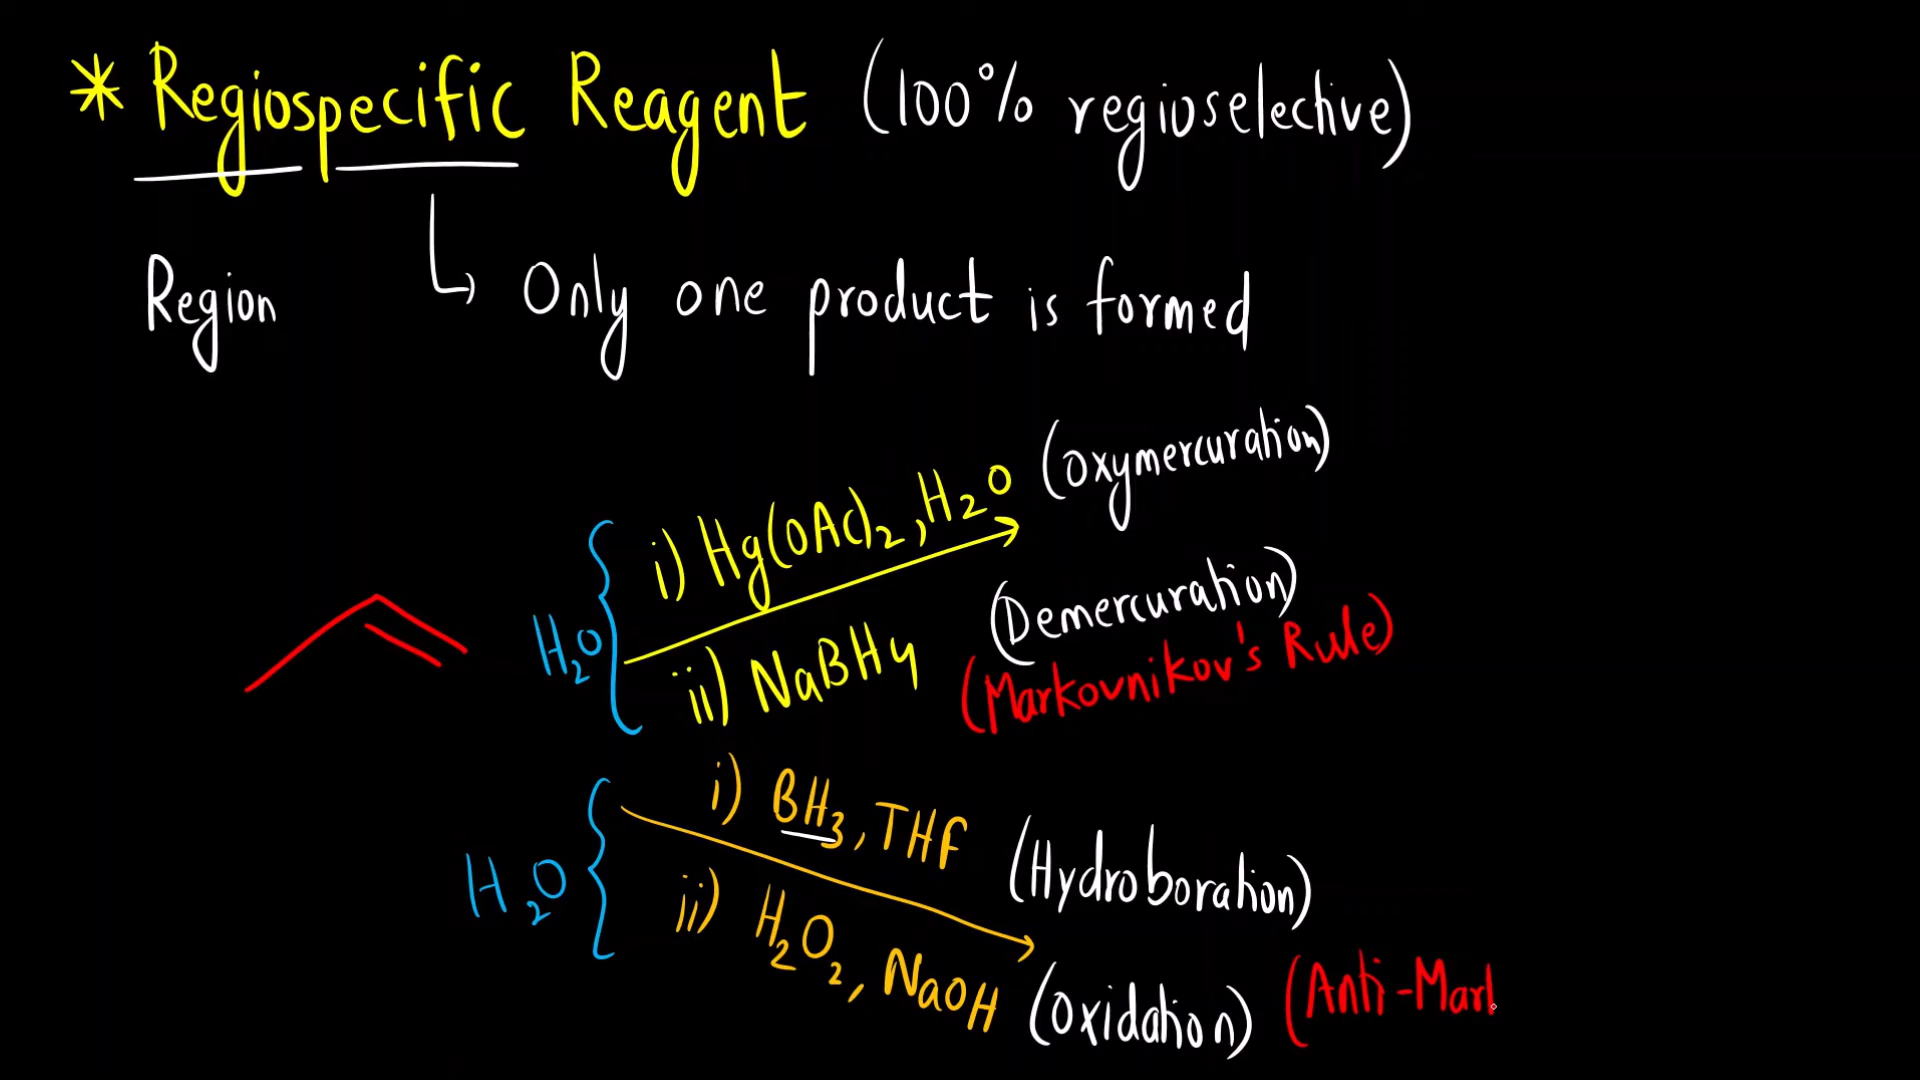 * Regiospecific Reagent (100% regioselective)
Region ↳ Only one product is formed
(Oxymercuration)
i) Hg(OAc)2, H2O
(Demercuration)
H2O
ii) NaBH4
(Markovnikov's Rule)
i) BH3, THF
(Hydroboration)
H2O
ii) H2O2, NaOH
(Oxidation) (Anti-Mar